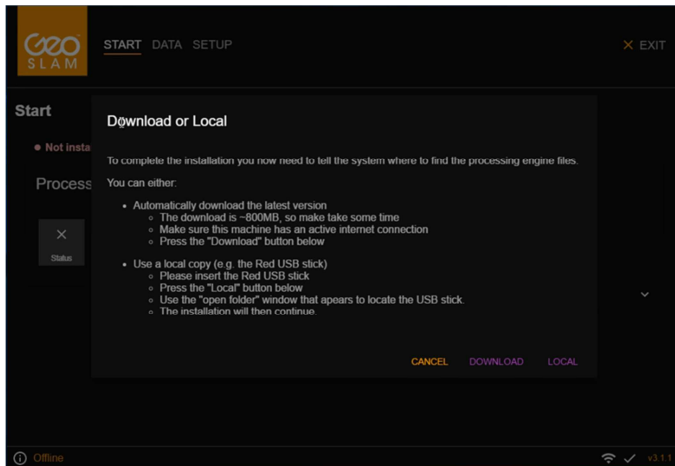 GEO
SLAM
START DATA SETUP
EXIT
Start
Not insta
Download or Local
To complete the installation you now need to tell the system where to find the processing engine files.
Process
You can either:
Automatically download the latest version
The download is ~800MB, so make take some time
Make sure this machine has an active internet connection
Press the "Download" button below
Status
Use a local copy (e.g. the Red USB stick)
Please insert the Red USB stick
Press the "Local" button below
Use the "open folder" window that apears to locate the USB stick.
The installation will then continue.
CANCEL DOWNLOAD LOCAL
Offline
v3.1.1